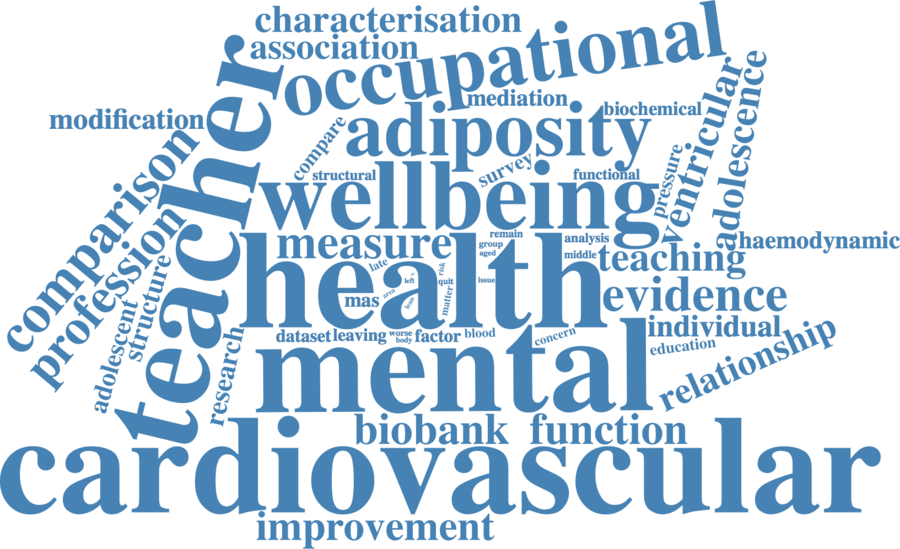 characterisation
association
occupational
modification
mediation
biochemical
teacher
compare
adiposity
ventricular
adolescence
comparison
structural
survey
functional
pressure
wellbeing
profession
measure
remain
group
aged
analysis
middle
haemodynamic
teaching
health
late
left
risk
quit
issue
area
lean
matter
mas
evidence
structure
adolescent
research
dataset
leaving
worse
body
factor
blood
concern
individual
education
relationship
mental
biobank
function
cardiovascular
improvement